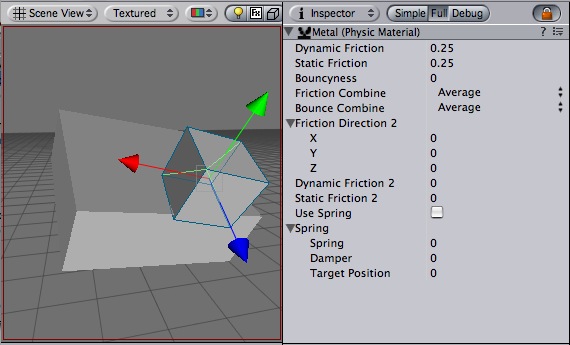 Scene View
Textured
Fx
Inspector
Simple Full Debug
Metal (Physic Material)
Dynamic Friction 0.25
Static Friction 0.25
Bouncyness 0
Friction Combine Average
Bounce Combine Average
Friction Direction 2
X 0
Y 0
Z 0
Dynamic Friction 2 0
Static Friction 2 0
Use Spring
Spring
Spring 0
Damper 0
Target Position 0